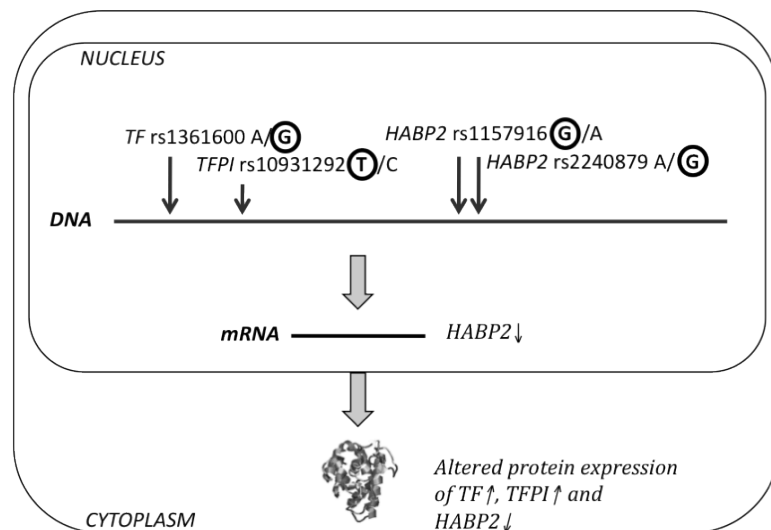 NUCLEUS
TF rs1361600 A/G
HABP2 rs1157916 G/A
TFPI rs10931292 T/C
HABP2 rs2240879 A/G
DNA
mRNA
HABP2↓
Altered protein expression
of TF↑, TFPI↑ and
HABP2↓
CYTOPLASM